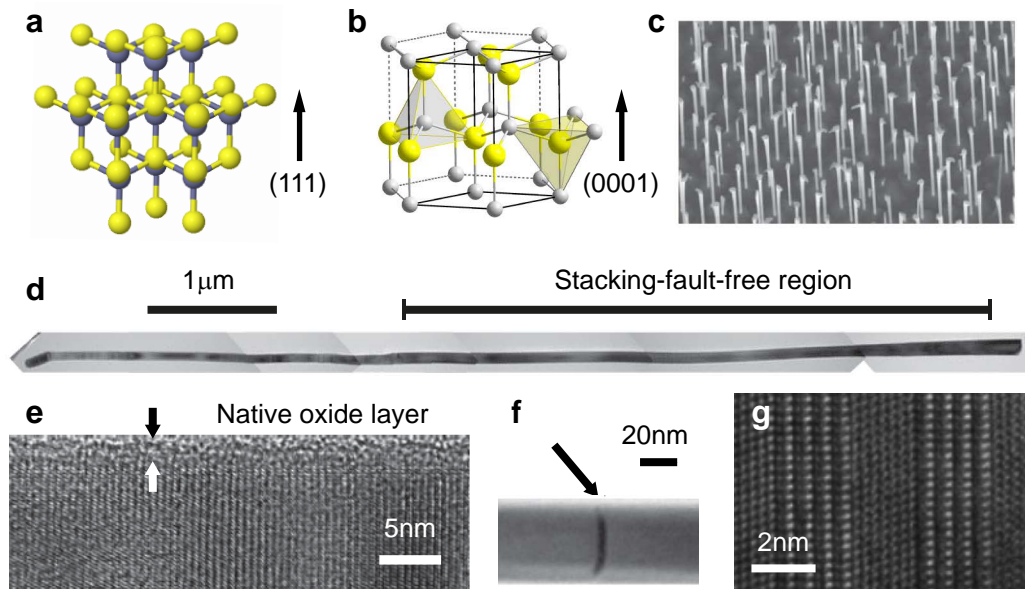 a
b
c
(111)
(0001)
d
1μm
Stacking-fault-free region
e
Native oxide layer
f
20nm
g
5nm
2nm